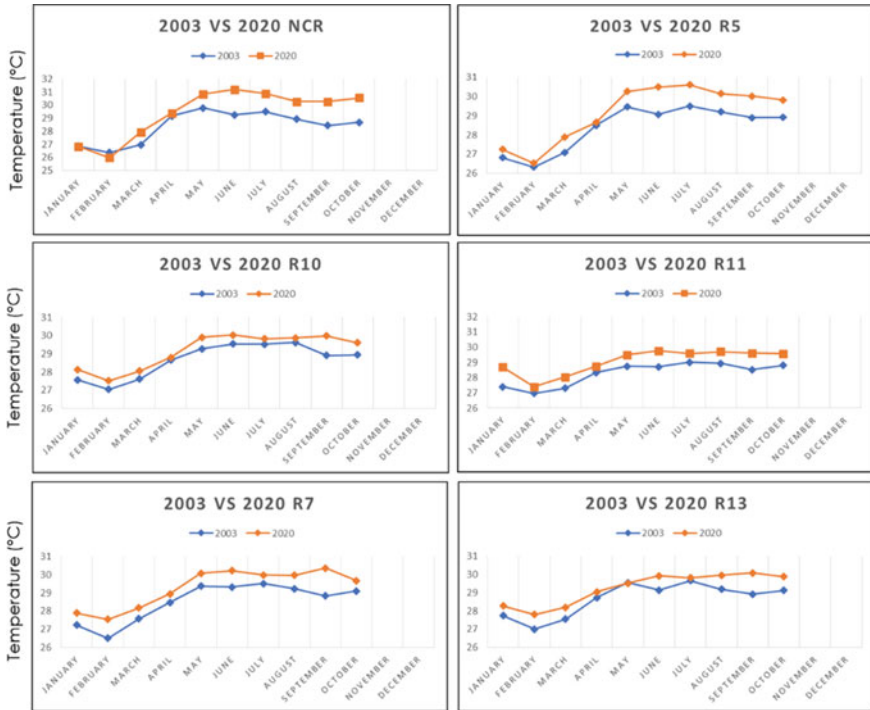 2003 VS 2020 NCR
2003 2020
Temperature (°C)
32
31
30
29
28
27
26
25
JANUARY
FEBRUARY
MARCH
APRIL
MAY
JUNE
JULY
AUGUST
SEPTEMBER
OCTOBER
NOVEMBER
DECEMBER
2003 VS 2020 R5
2003 2020
31
30
29
28
27
26
JANUARY
FEBRUARY
MARCH
APRIL
MAY
JUNE
JULY
AUGUST
SEPTEMBER
OCTOBER
NOVEMBER
DECEMBER
2003 VS 2020 R10
2003 2020
Temperature (°C)
31
30
29
28
27
26
JANUARY
FEBRUARY
MARCH
APRIL
MAY
JUNE
JULY
AUGUST
SEPTEMBER
OCTOBER
NOVEMBER
DECEMBER
2003 VS 2020 R11
2003 2020
32
31
30
29
28
27
26
JANUARY
FEBRUARY
MARCH
APRIL
MAY
JUNE
JULY
AUGUST
SEPTEMBER
OCTOBER
NOVEMBER
DECEMBER
2003 VS 2020 R7
2003 2020
Temperature (°C)
31
30
29
28
27
26
JANUARY
FEBRUARY
MARCH
APRIL
MAY
JUNE
JULY
AUGUST
SEPTEMBER
OCTOBER
NOVEMBER
DECEMBER
2003 VS 2020 R13
2003 2020
31
30
29
28
27
26
JANUARY
FEBRUARY
MARCH
APRIL
MAY
JUNE
JULY
AUGUST
SEPTEMBER
OCTOBER
NOVEMBER
DECEMBER